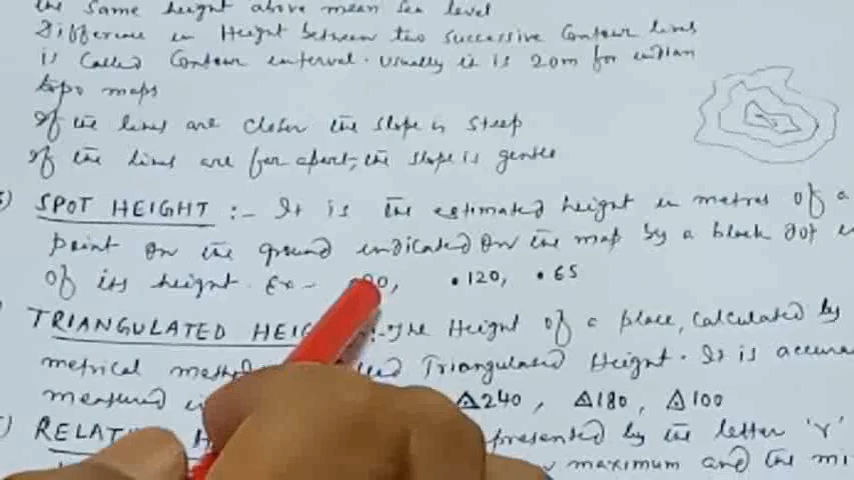 the same height above mean sea level
Difference in Height between two successive Contour lines
is Called Contour interval. Usually it is 20m for indian
topo maps
If the lines are closer the slope is steep
If the lines are far apart, the slope is gentle
SPOT HEIGHT :- It is the estimated height in metres of a
point on the ground indicated on the map by a black dot
of its height. Ex- 90, .120, .65
TRIANGULATED HEI :- The Height of a place, calculated by
metrical Triangulated Height. It is accura
measured △240, △180, △100
RELAT presented by the letter 'r'
maximum and the mi